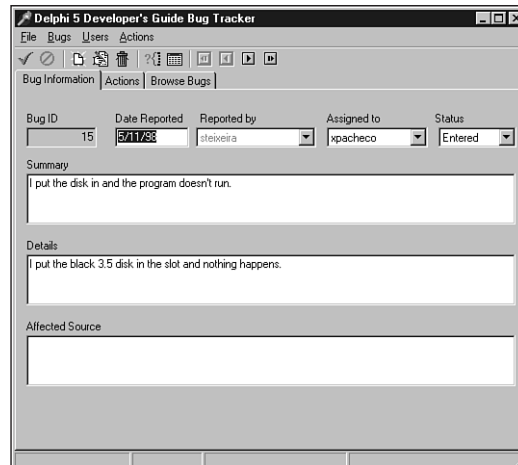 Delphi 5 Developer's Guide Bug Tracker
File Bugs Users Actions
Bug Information Actions Browse Bugs
Bug ID Date Reported Reported by Assigned to Status
15 5/11/98 steixeira xpacheco Entered
Summary
I put the disk in and the program doesn't run.
Details
I put the black 3.5 disk in the slot and nothing happens.
Affected Source